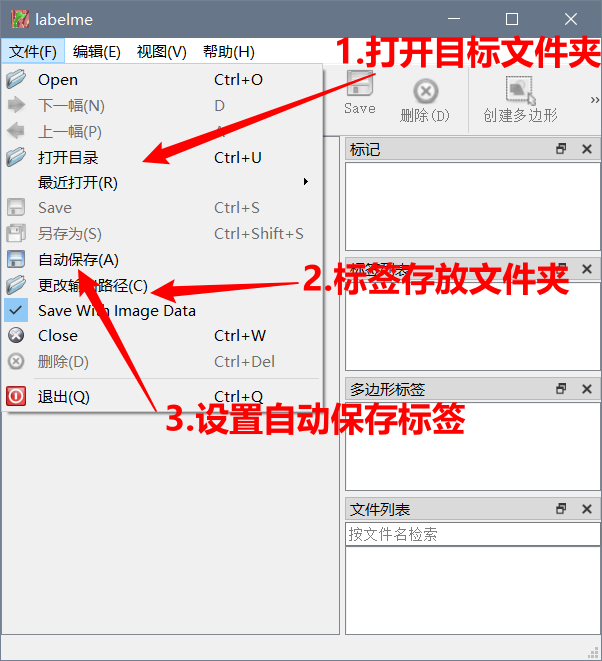 labelme
文件(F) 编辑(E) 视图(V) 帮助(H)
1.打开目标文件夹
Open Ctrl+O
下一幅(N) D
上一幅(P)
打开目录 Ctrl+U
最近打开(R)
Save Ctrl+S
另存为(S) Ctrl+Shift+S
自动保存(A)
更改输出路径(C)
Save With Image Data
Close Ctrl+W
删除(D) Ctrl+Del
退出(Q) Ctrl+Q
Save
删除(D)
创建多边形
»
标记
标签列表
2.标签存放文件夹
多边形标签
3.设置自动保存标签
文件列表
按文件名检索